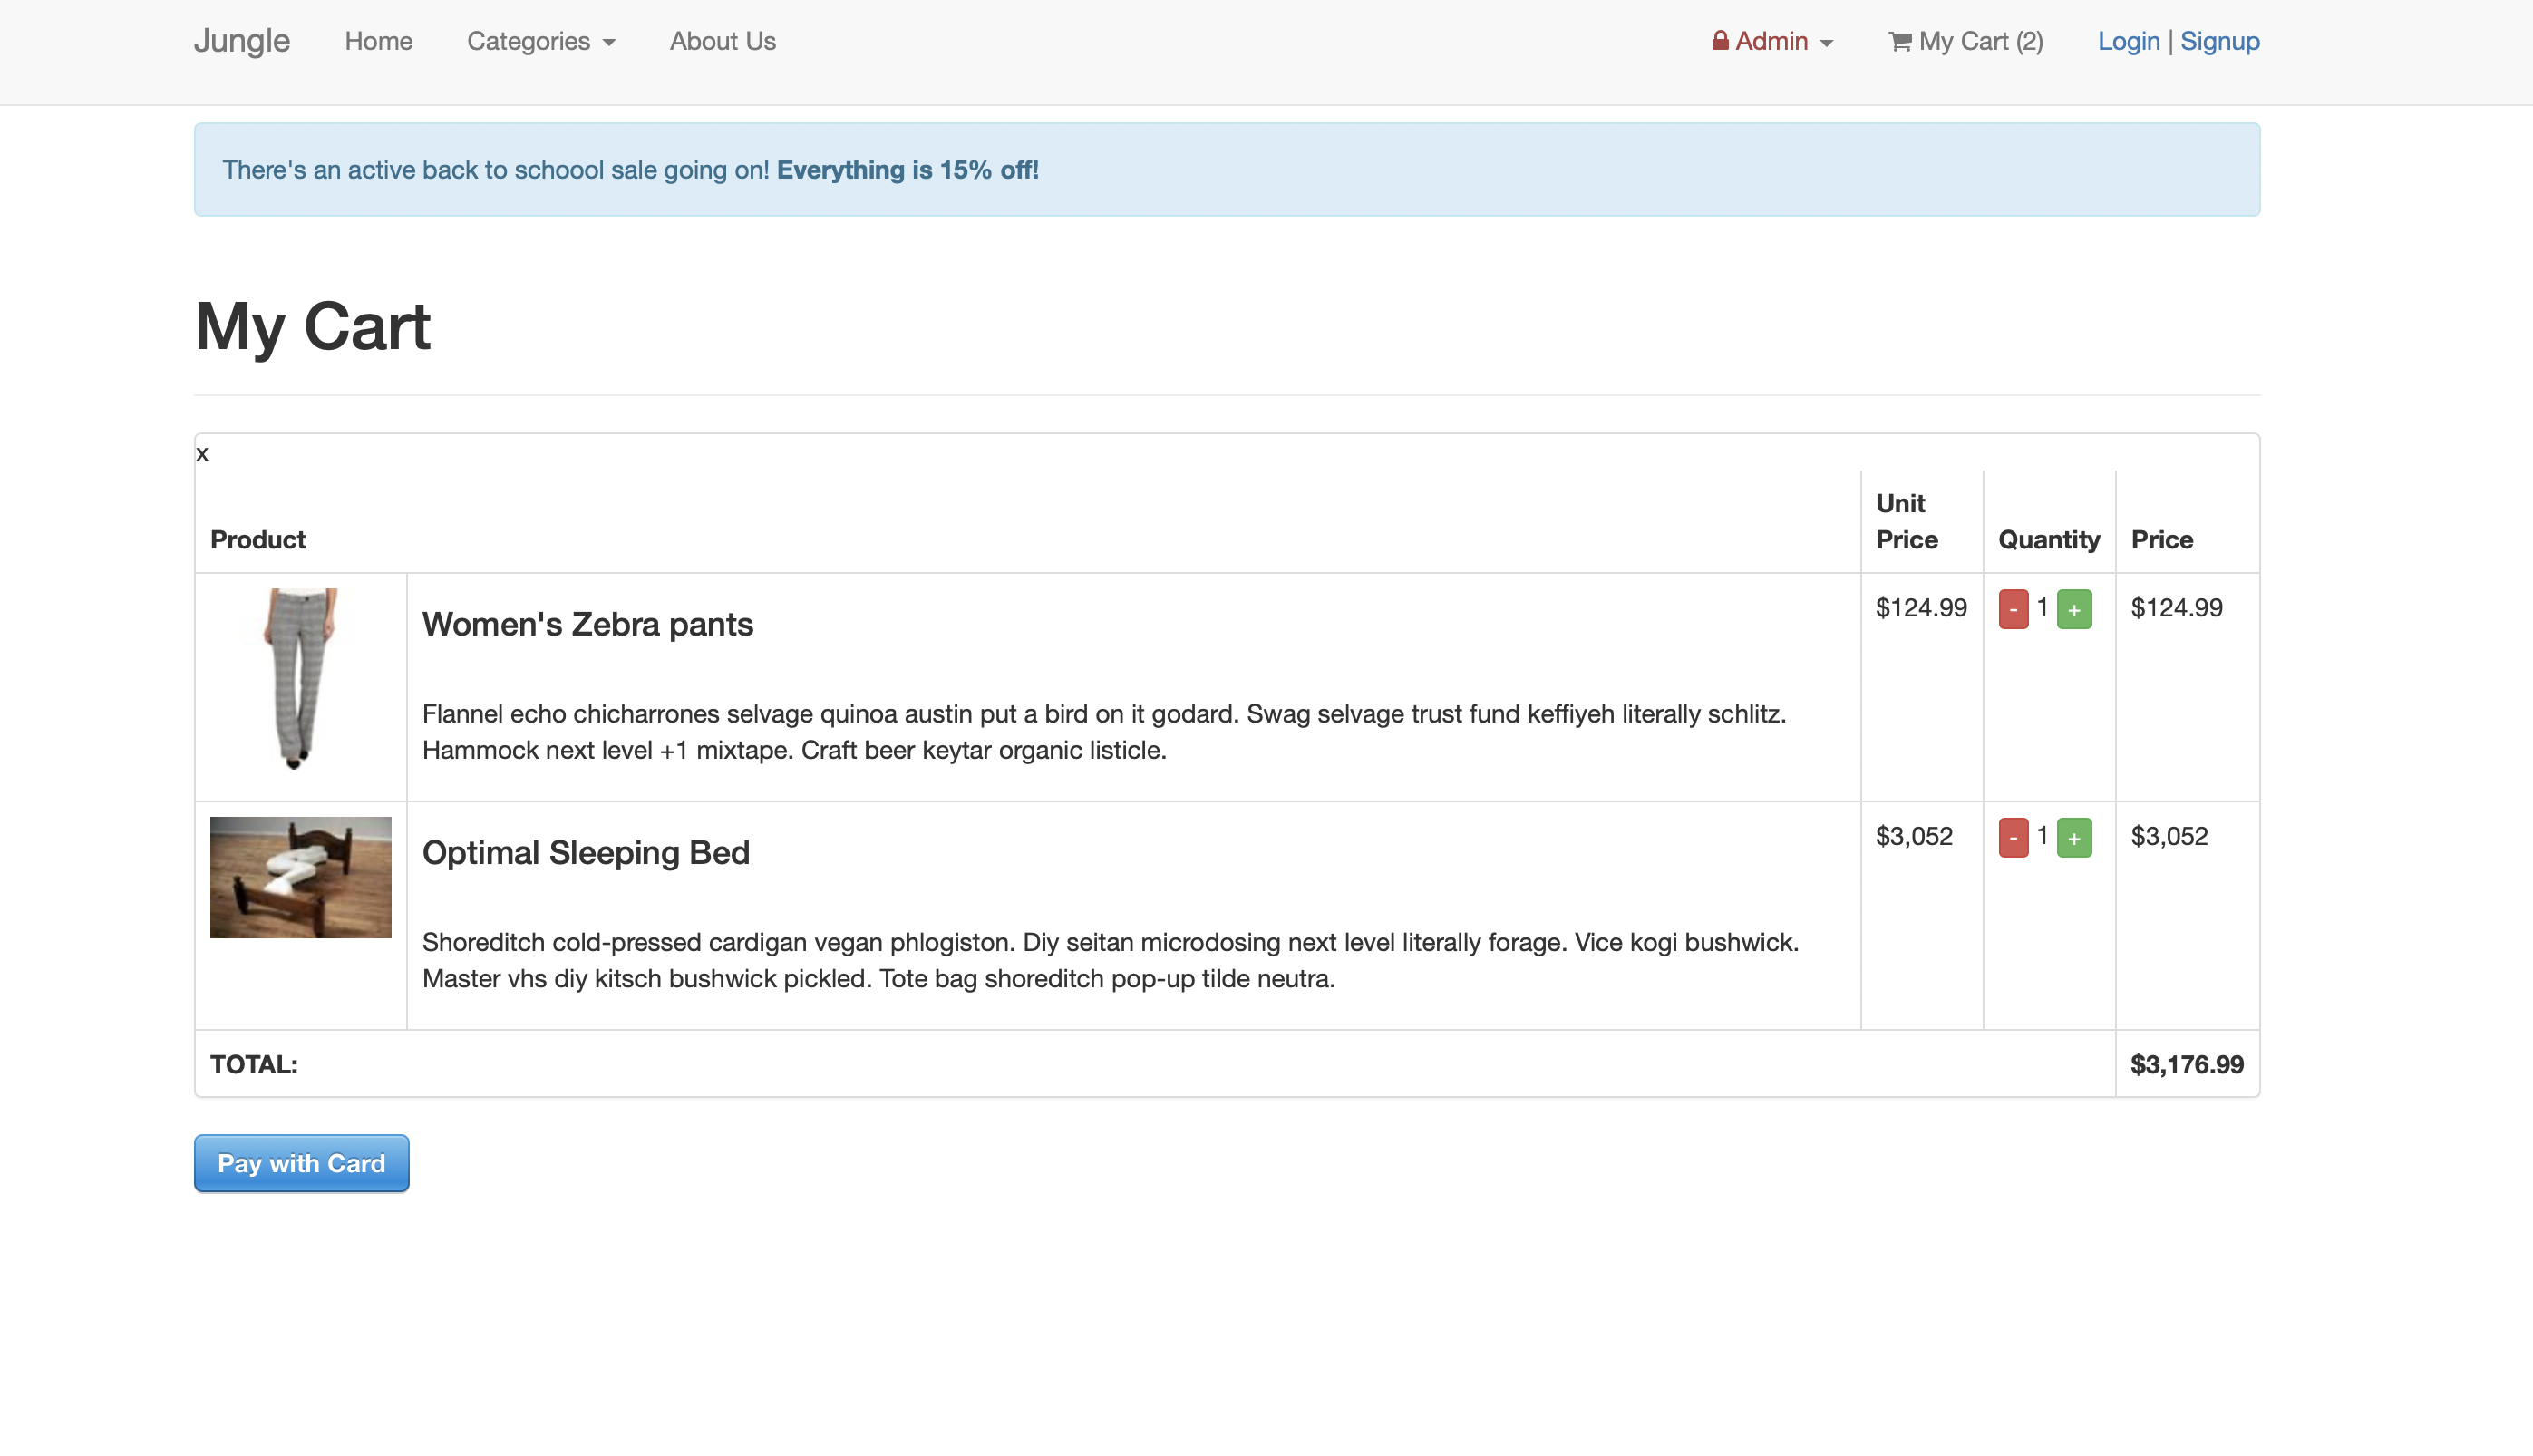 Jungle Home Categories About Us Admin My Cart (2) Login | Signup
There's an active back to schoool sale going on! Everything is 15% off!
My Cart
x
Product Unit Price Quantity Price
Women's Zebra pants $124.99 - 1 + $124.99
Flannel echo chicharrones selvage quinoa austin put a bird on it godard. Swag selvage trust fund keffiyeh literally schlitz.
Hammock next level +1 mixtape. Craft beer keytar organic listicle.
Optimal Sleeping Bed $3,052 - 1 + $3,052
Shoreditch cold-pressed cardigan vegan phlogiston. Diy seitan microdosing next level literally forage. Vice kogi bushwick.
Master vhs diy kitsch bushwick pickled. Tote bag shoreditch pop-up tilde neutra.
TOTAL: $3,176.99
Pay with Card